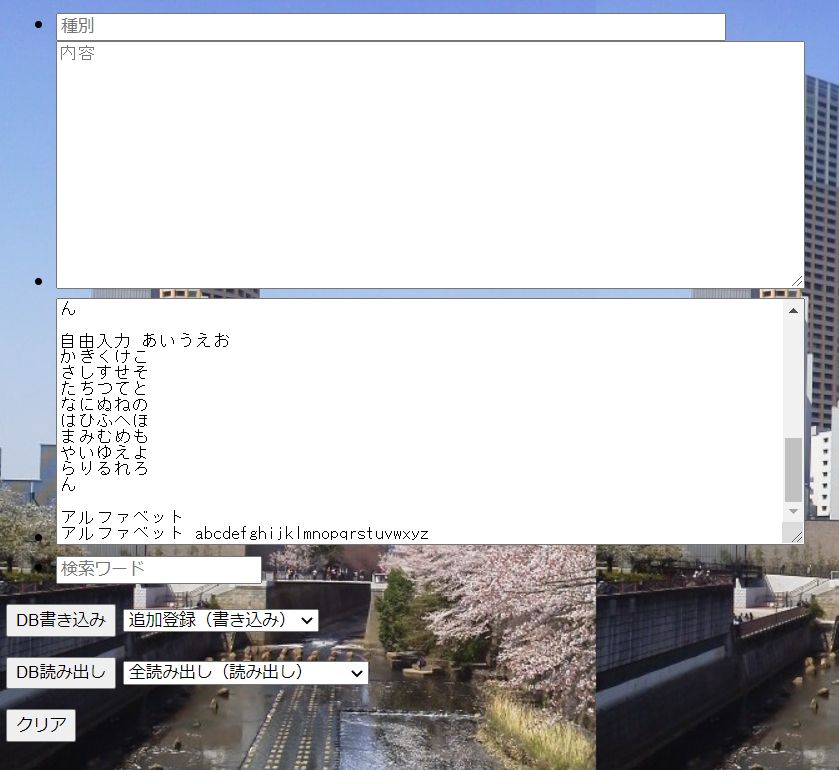 種別
内容
ん
自由入力 あいうえお
かきくけこ
さしすせそ
たちつてと
なにぬねの
はひふへほ
まみむめも
やいゆえよ
らりるれろ
ん
アルファベット
アルファベット abcdefghijklmnopqrstuvwxyz
検索ワード
DB書き込み 追加登録（書き込み）
DB読み出し 全読み出し（読み出し）
クリア